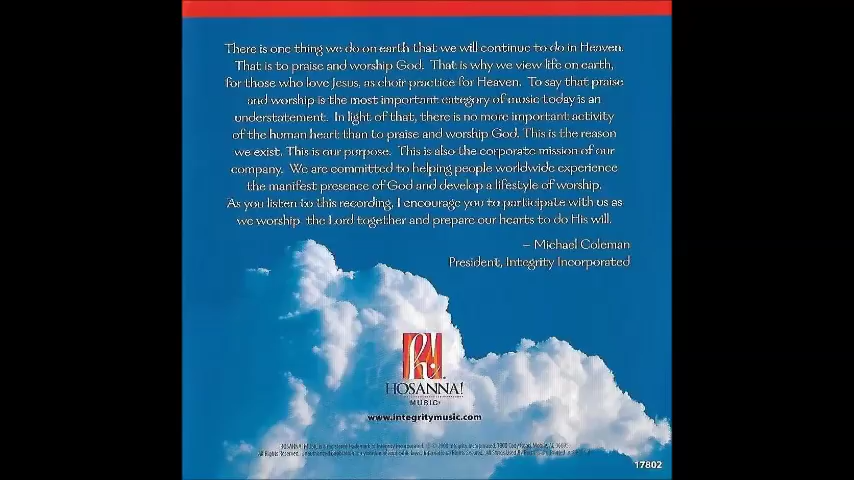 There is one thing we do on earth that we will continue to do in Heaven.
That is to praise and worship God. That is why we view life on earth,
for those who love Jesus, as choir practice for Heaven. To say that praise
and worship is the most important category of music today is an
understatement. In light of that, there is no more important activity
of the human heart than to praise and worship God. This is the reason
we exist. This is our purpose. This is also the corporate mission of our
company. We are committed to helping people worldwide experience
the manifest presence of God and develop a lifestyle of worship.
As you listen to this recording, I encourage you to participate with us as
we worship the Lord together and prepare our hearts to do His will.
– Michael Coleman
President, Integrity Incorporated
h!
HOSANNA!
MUSIC
www.integritymusic.com
All Rights Reserved.
17802